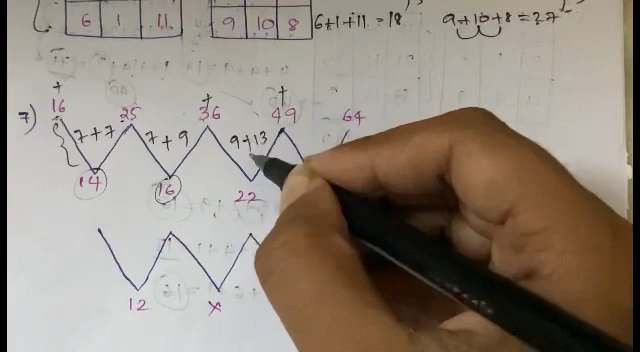 6 1 11 9 10 8 6+1+11 = 18 9+10+8 = 27
+ + +
16 25 36 49 64
7) 7+7 7+9 9+13
14 16 22
12 x